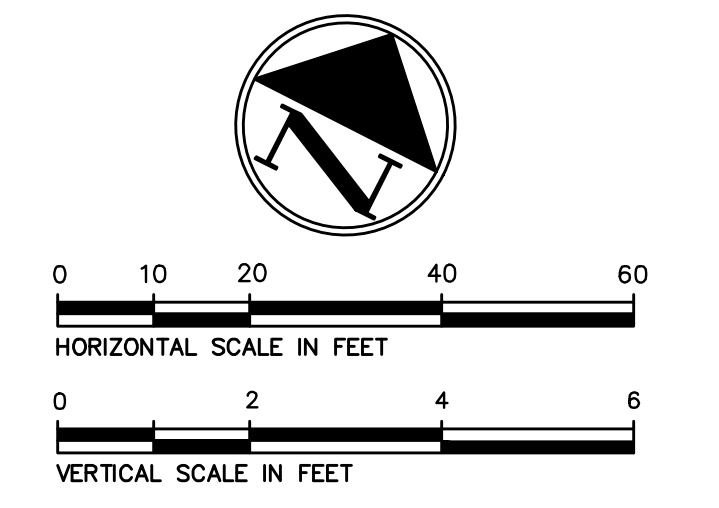 N
0 10 20 40 60
HORIZONTAL SCALE IN FEET
0 2 4 6
VERTICAL SCALE IN FEET